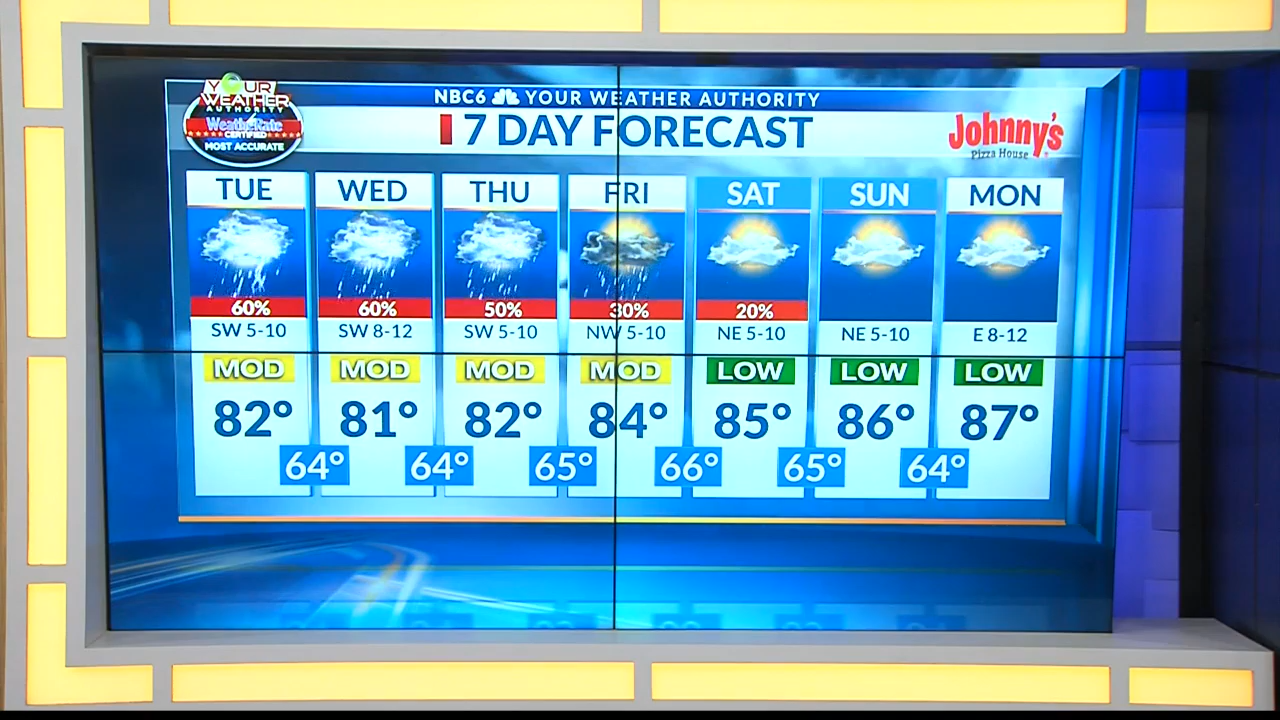 YOUR
WEATHER
AUTHORITY
WeatheRate
CERTIFIED
MOST ACCURATE
NBC6 YOUR WEATHER AUTHORITY
7 DAY FORECAST
Johnny's
Pizza House
TUE WED THU FRI SAT SUN MON
60% 60% 50% 30% 20%
SW 5-10 SW 8-12 SW 5-10 NW 5-10 NE 5-10 NE 5-10 E 8-12
MOD MOD MOD MOD LOW LOW LOW
82° 81° 82° 84° 85° 86° 87°
64° 64° 65° 66° 65° 64°